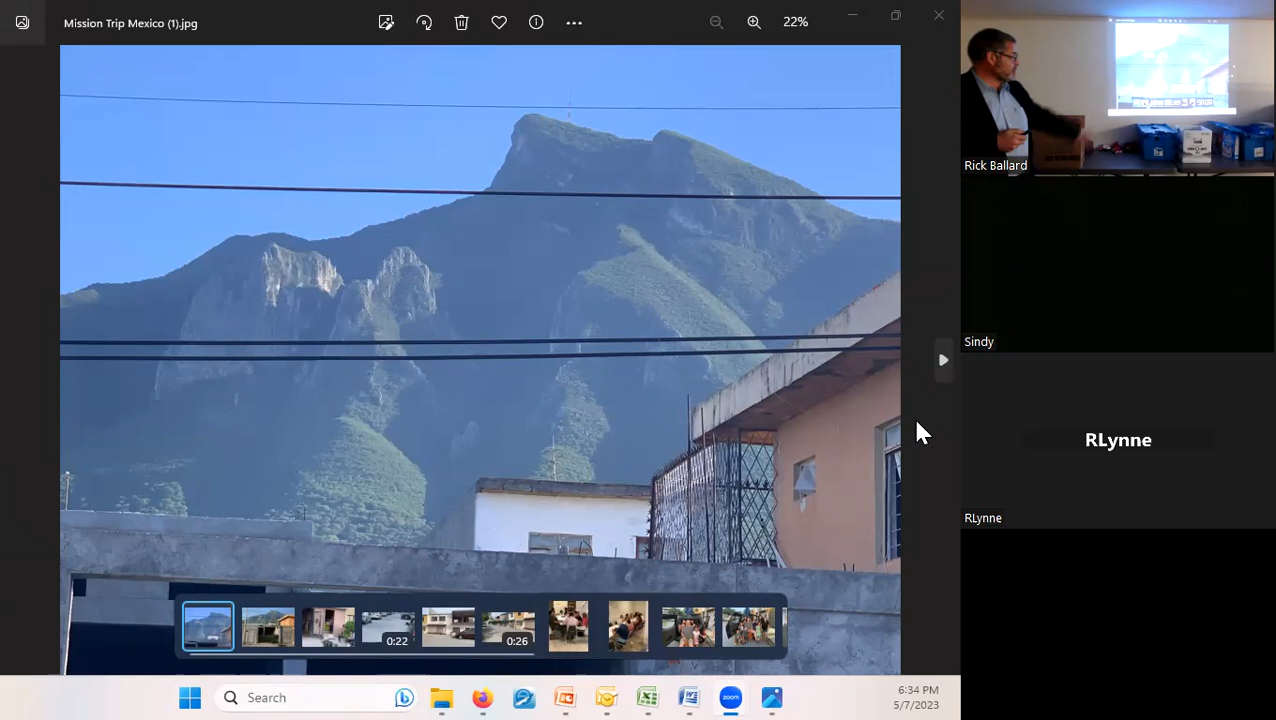 Mission Trip Mexico (1).jpg
22%
Rick Ballard
Sindy
RLynne
RLynne
0:22
0:26
Search
6:34 PM
5/7/2023
zoom